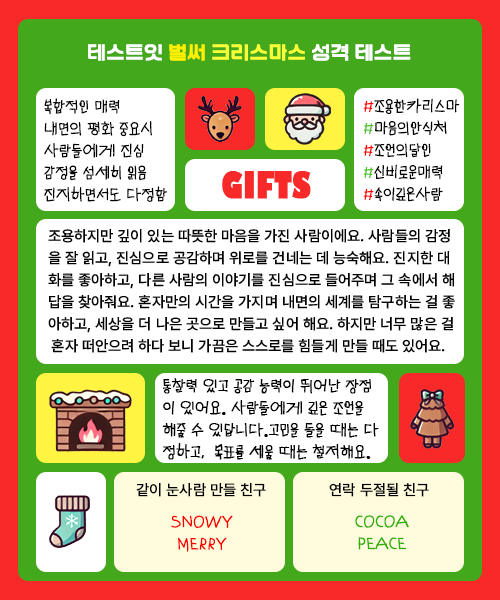 테스트잇 벌써 크리스마스 성격 테스트
복합적인 매력
내면의 평화 중요시
사람들에게 진심
감정을 섬세히 읽음
진지하면서도 다정함
GIFTS
#조용한카리스마
#마음의안식처
#조언의달인
#신비로운매력
#속이깊은사람
조용하지만 깊이 있는 따뜻한 마음을 가진 사람이에요. 사람들의 감정
을 잘 읽고, 진심으로 공감하며 위로를 건네는 데 능숙해요. 진지한 대
화를 좋아하고, 다른 사람의 이야기를 진심으로 들어주며 그 속에서 해
답을 찾아줘요. 혼자만의 시간을 가지며 내면의 세계를 탐구하는 걸 좋
아하고, 세상을 더 나은 곳으로 만들고 싶어 해요. 하지만 너무 많은 걸
혼자 떠안으려 하다 보니 가끔은 스스로를 힘들게 만들 때도 있어요.
통찰력 있고 공감 능력이 뛰어난 장점
이 있어요. 사람들에게 깊은 조언을
해줄 수 있답니다.고민을 들을 때는 다
정하고, 목표를 세울 때는 철저해요.
같이 눈사람 만들 친구
SNOWY
MERRY
연락 두절될 친구
COCOA
PEACE